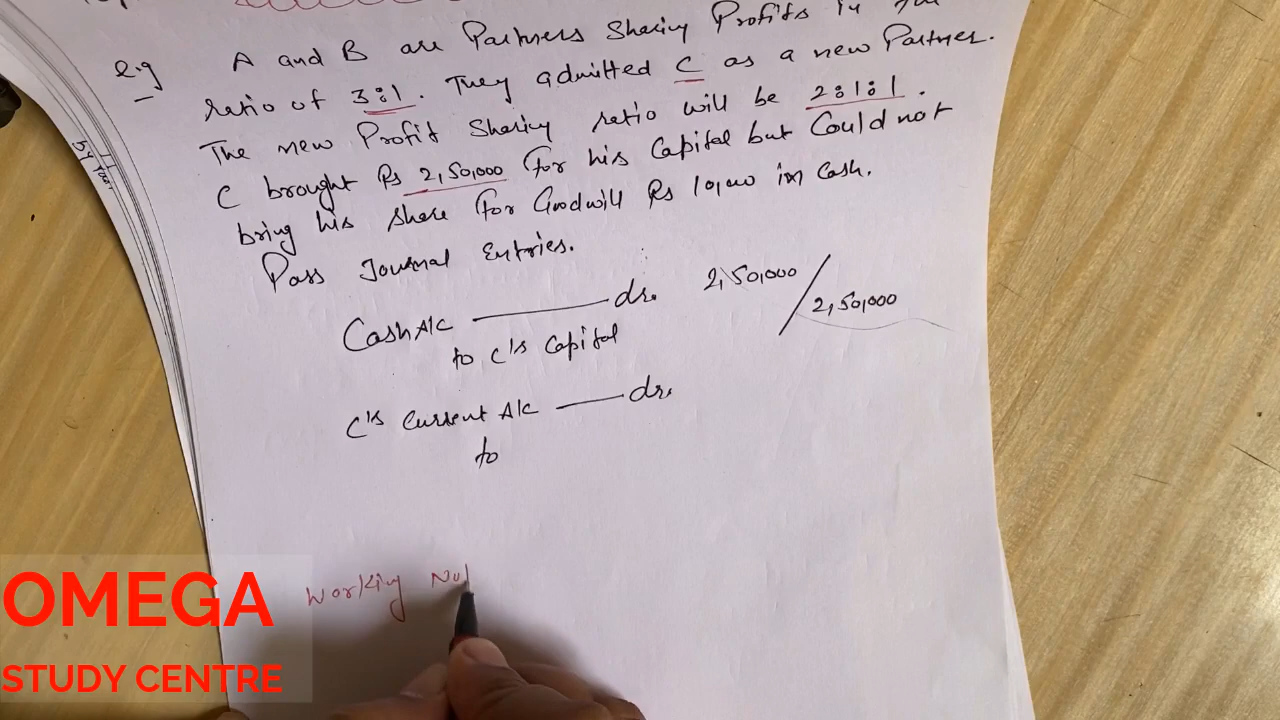 e.g A and B are Partners Sharing Profits in the
ratio of 3:1. They admitted C as a new Partner.
The new Profit Sharing ratio will be 2:1:1.
C brought Rs 2,50,000 for his Capital but Could not
bring his share for Goodwill Rs 10,000 in Cash.
Pass Journal Entries.
Cash A/c dr. 2,50,000
to C's Capital 2,50,000
C's Current A/c dr.
to
Working
OMEGA
STUDY CENTRE